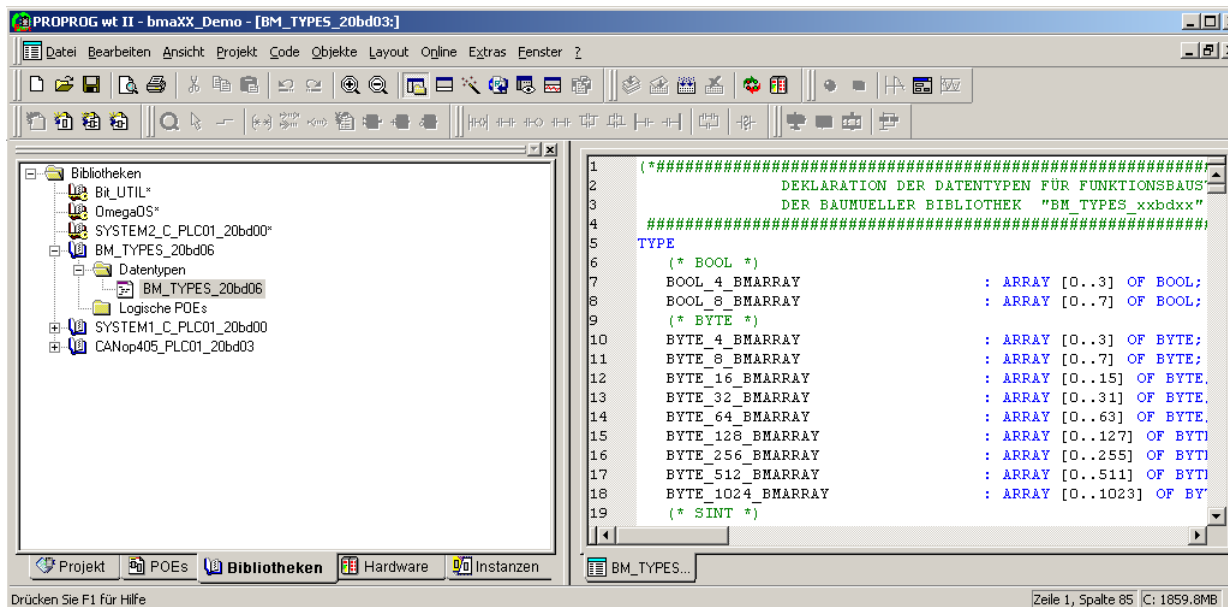 PROPROG wt II - bmaXX_Demo - [BM_TYPES_20bd03:]
Datei Bearbeiten Ansicht Projekt Code Objekte Layout Online Extras Fenster ?
Bibliotheken
Bit_UTIL*
OmegaOS*
SYSTEM2_C_PLC01_20bd00*
BM_TYPES_20bd06
Datentypen
BM_TYPES_20bd06
Logische POEs
SYSTEM1_C_PLC01_20bd00
CANop405_PLC01_20bd03
Projekt POEs Bibliotheken Hardware Instanzen
1 (*##########################################################
2 DEKLARATION DER DATENTYPEN FÜR FUNKTIONSBAUST
3 DER BAUMUELLER BIBLIOTHEK "BM_TYPES_xxbdxx"
4 ###########################################################
5 TYPE
6 (* BOOL *)
7 BOOL_4_BMARRAY : ARRAY [0..3] OF BOOL;
8 BOOL_8_BMARRAY : ARRAY [0..7] OF BOOL;
9 (* BYTE *)
10 BYTE_4_BMARRAY : ARRAY [0..3] OF BYTE;
11 BYTE_8_BMARRAY : ARRAY [0..7] OF BYTE;
12 BYTE_16_BMARRAY : ARRAY [0..15] OF BYTE
13 BYTE_32_BMARRAY : ARRAY [0..31] OF BYTE
14 BYTE_64_BMARRAY : ARRAY [0..63] OF BYTE
15 BYTE_128_BMARRAY : ARRAY [0..127] OF BYT
16 BYTE_256_BMARRAY : ARRAY [0..255] OF BYT
17 BYTE_512_BMARRAY : ARRAY [0..511] OF BYT
18 BYTE_1024_BMARRAY : ARRAY [0..1023] OF BY
19 (* SINT *)
BM_TYPES...
Drücken Sie F1 für Hilfe
Zeile 1, Spalte 85 C: 1859.8MB